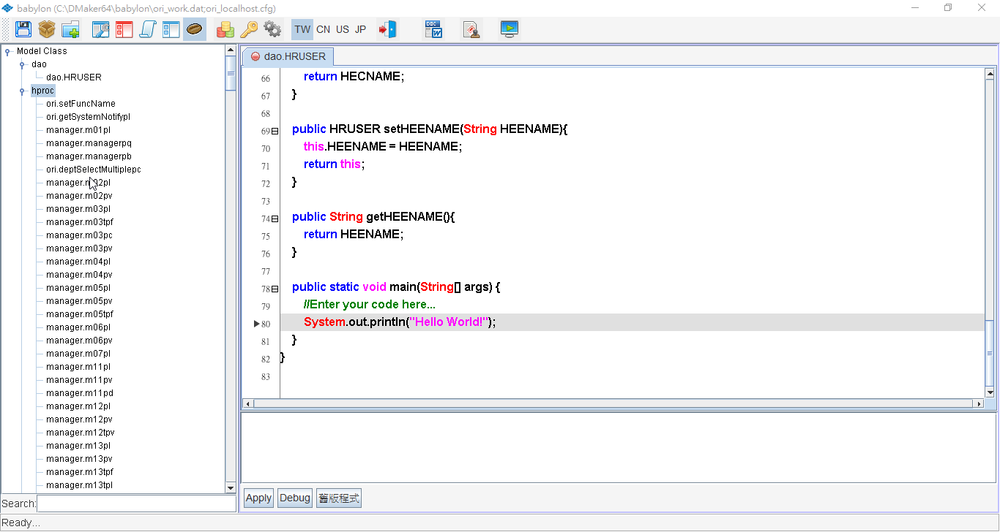 babylon (C:\DMaker64\babylon\ori_work.dat;ori_localhost.cfg)
TW CN US JP
DOC
W
Model Class
dao
dao.HRUSER
hproc
ori.setFuncName
ori.getSystemNotifypl
manager.m01pl
manager.managerpq
manager.managerpb
ori.deptSelectMultiplepc
manager.m02pl
manager.m02pv
manager.m03pl
manager.m03tpf
manager.m03pc
manager.m03pv
manager.m04pl
manager.m04pv
manager.m05pl
manager.m05pv
manager.m05tpf
manager.m06pl
manager.m06pv
manager.m07pl
manager.m11pl
manager.m11pv
manager.m11pd
manager.m12pl
manager.m12pv
manager.m12tpv
manager.m13pl
manager.m13pv
manager.m13tpf
manager.m13tpl
Search:
Ready...
dao.HRUSER
66 return HECNAME;
67 }
68
69 public HRUSER setHEENAME(String HEENAME){
70 this.HEENAME = HEENAME;
71 return this;
72 }
73
74 public String getHEENAME(){
75 return HEENAME;
76 }
77
78 public static void main(String[] args) {
79 //Enter your code here...
80 System.out.println("Hello World!");
81 }
82 }
83
Apply Debug 舊版程式